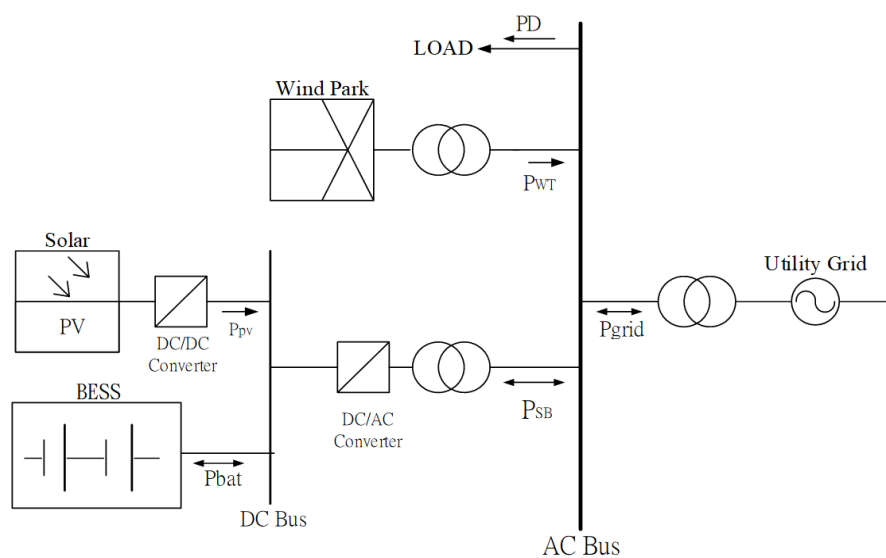 PD
LOAD
Wind Park
PWT
Solar
Utility Grid
PV
Ppv
Pgrid
DC/DC
Converter
BESS
PSB
DC/AC
Converter
Pbat
DC Bus
AC Bus